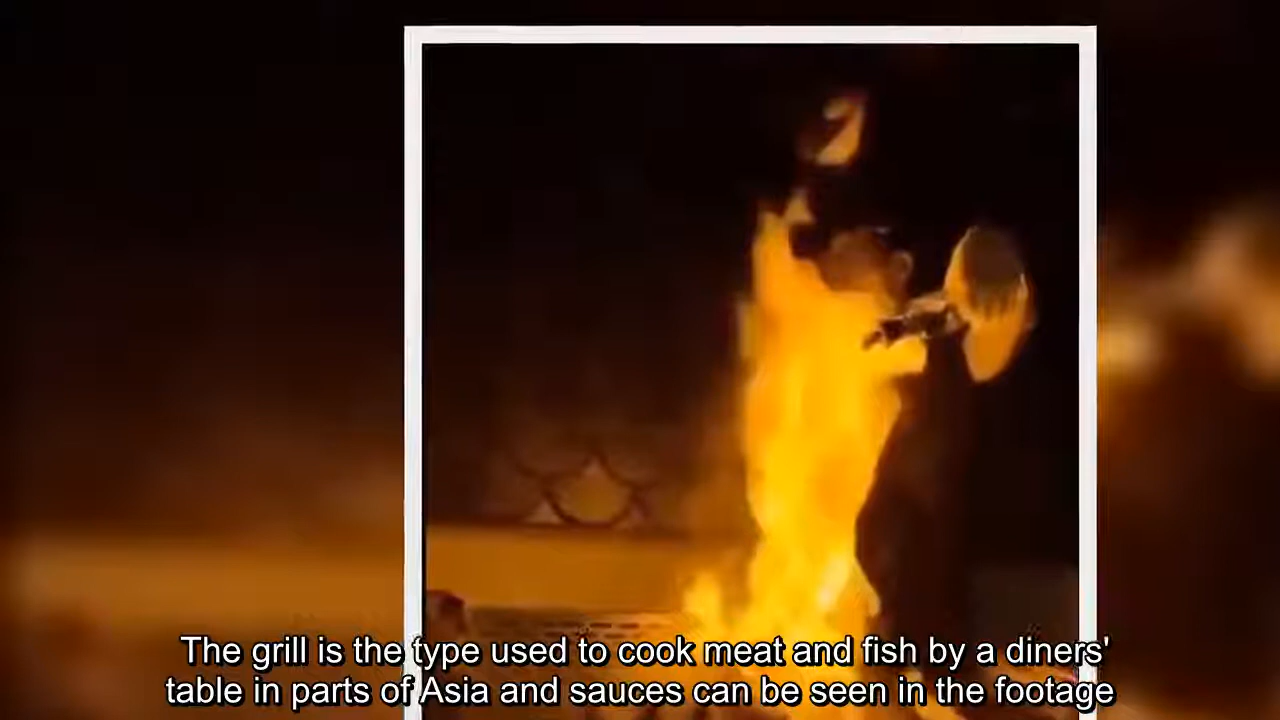 The grill is the type used to cook meat and fish by a diners'
table in parts of Asia and sauces can be seen in the footage